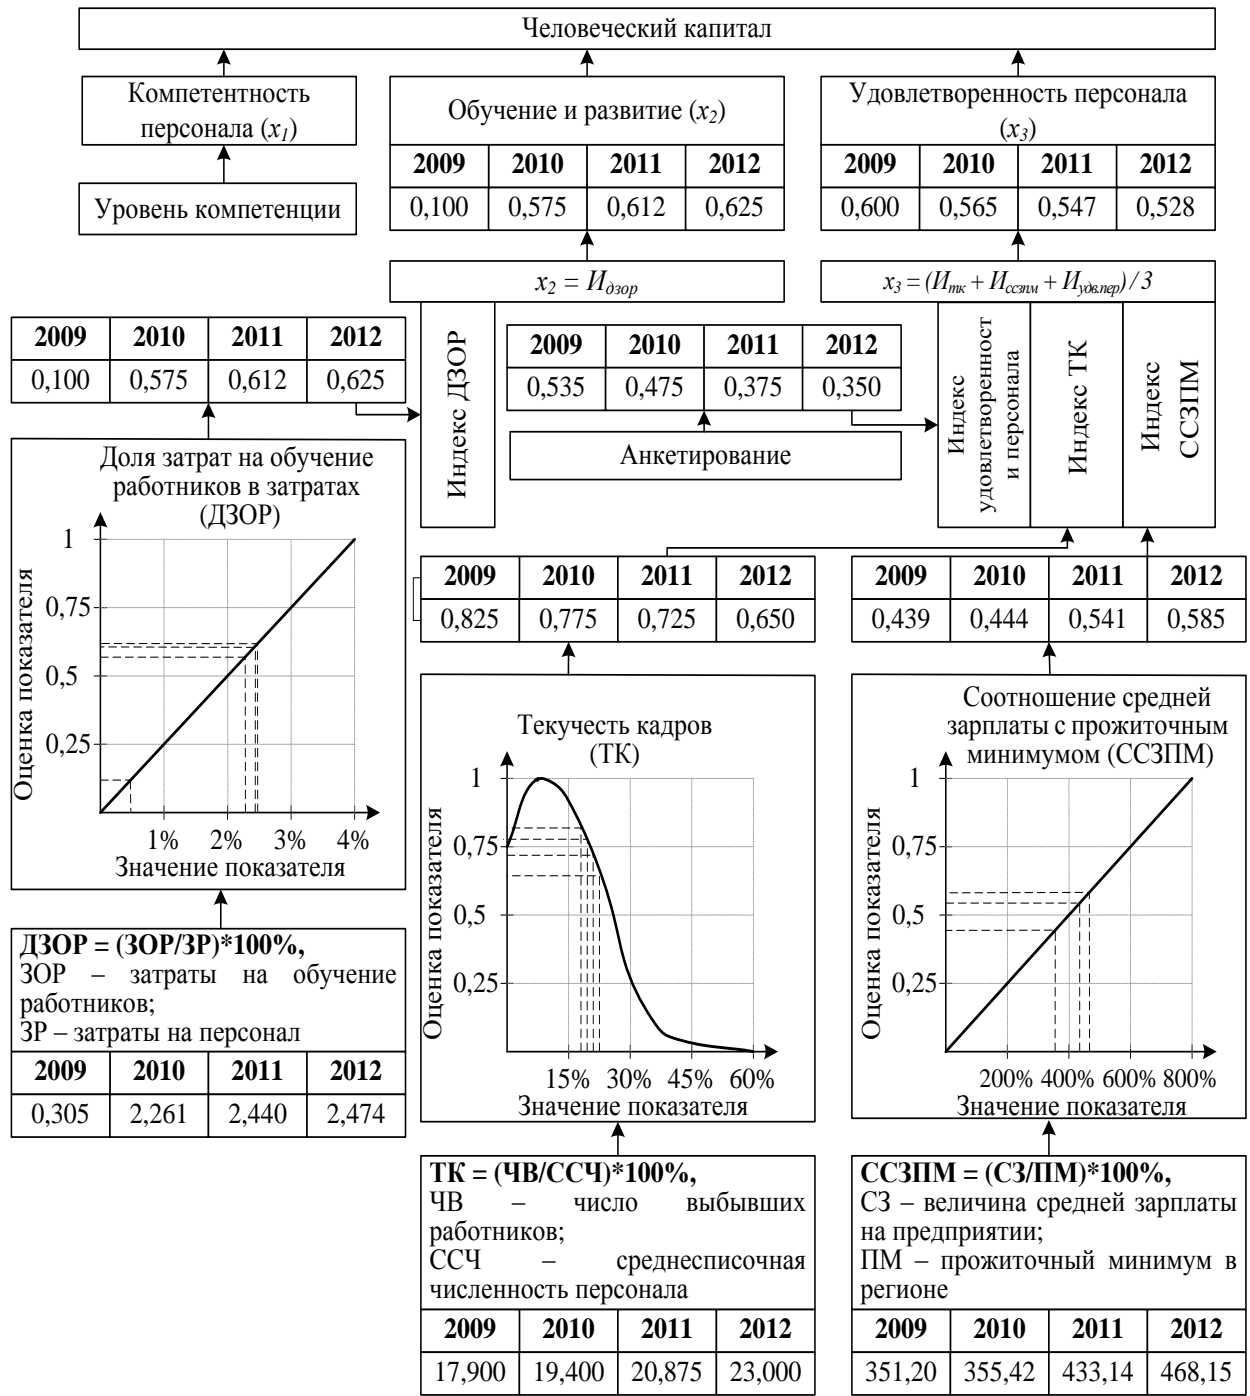 Человеческий капитал
Компетентность
персонала (x1)
Обучение и развитие (x2)
Удовлетворенность персонала
(x3)
2009 2010 2011 2012
0,100 0,575 0,612 0,625
2009 2010 2011 2012
0,600 0,565 0,547 0,528
Уровень компетенции
x2 = Идзор
x3 = (Итк + Иссзпм + Иудв.пер) / 3
2009 2010 2011 2012
0,100 0,575 0,612 0,625
Индекс ДЗОР
2009 2010 2011 2012
0,535 0,475 0,375 0,350
Анкетирование
Индекс
удовлетворенност
и персонала
Индекс ТК
Индекс
ССЗПМ
Доля затрат на обучение
работников в затратах
(ДЗОР)
Оценка показателя
1
0,75
0,5
0,25
1% 2% 3% 4%
Значение показателя
2009 2010 2011 2012
0,825 0,775 0,725 0,650
2009 2010 2011 2012
0,439 0,444 0,541 0,585
Текучесть кадров
(ТК)
Оценка показателя
1
0,75
0,5
0,25
15% 30% 45% 60%
Значение показателя
Соотношение средней
зарплаты с прожиточным
минимумом (ССЗПМ)
Оценка показателя
1
0,75
0,5
0,25
200% 400% 600% 800%
Значение показателя
ДЗОР = (ЗОР/ЗР)*100%,
ЗОР – затраты на обучение
работников;
ЗР – затраты на персонал
2009 2010 2011 2012
0,305 2,261 2,440 2,474
ТК = (ЧВ/ССЧ)*100%,
ЧВ – число выбывших
работников;
ССЧ – среднесписочная
численность персонала
2009 2010 2011 2012
17,900 19,400 20,875 23,000
ССЗПМ = (СЗ/ПМ)*100%,
СЗ – величина средней зарплаты
на предприятии;
ПМ – прожиточный минимум в
регионе
2009 2010 2011 2012
351,20 355,42 433,14 468,15